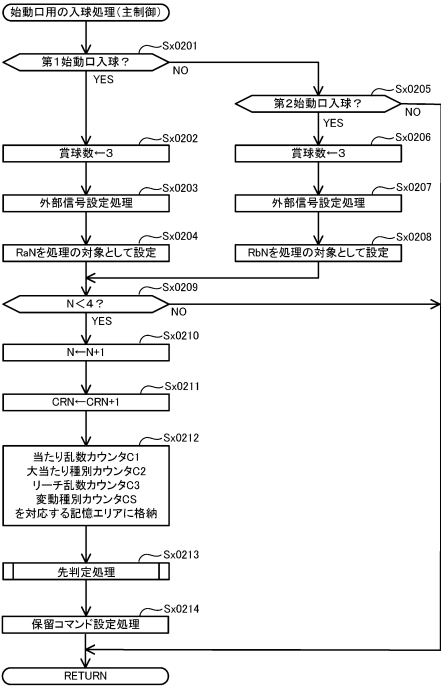 始動口用の入球処理(主制御)
Sx0201
第1始動口入球?
YES
NO
Sx0205
第2始動口入球?
YES
NO
Sx0202
賞球数←3
Sx0206
賞球数←3
Sx0203
外部信号設定処理
Sx0207
外部信号設定処理
Sx0204
RaNを処理の対象として設定
Sx0208
RbNを処理の対象として設定
Sx0209
N<4?
YES
NO
Sx0210
N←N+1
Sx0211
CRN←CRN+1
Sx0212
当たり乱数カウンタC1
大当たり種別カウンタC2
リーチ乱数カウンタC3
変動種別カウンタCS
を対応する記憶エリアに格納
Sx0213
先判定処理
Sx0214
保留コマンド設定処理
RETURN